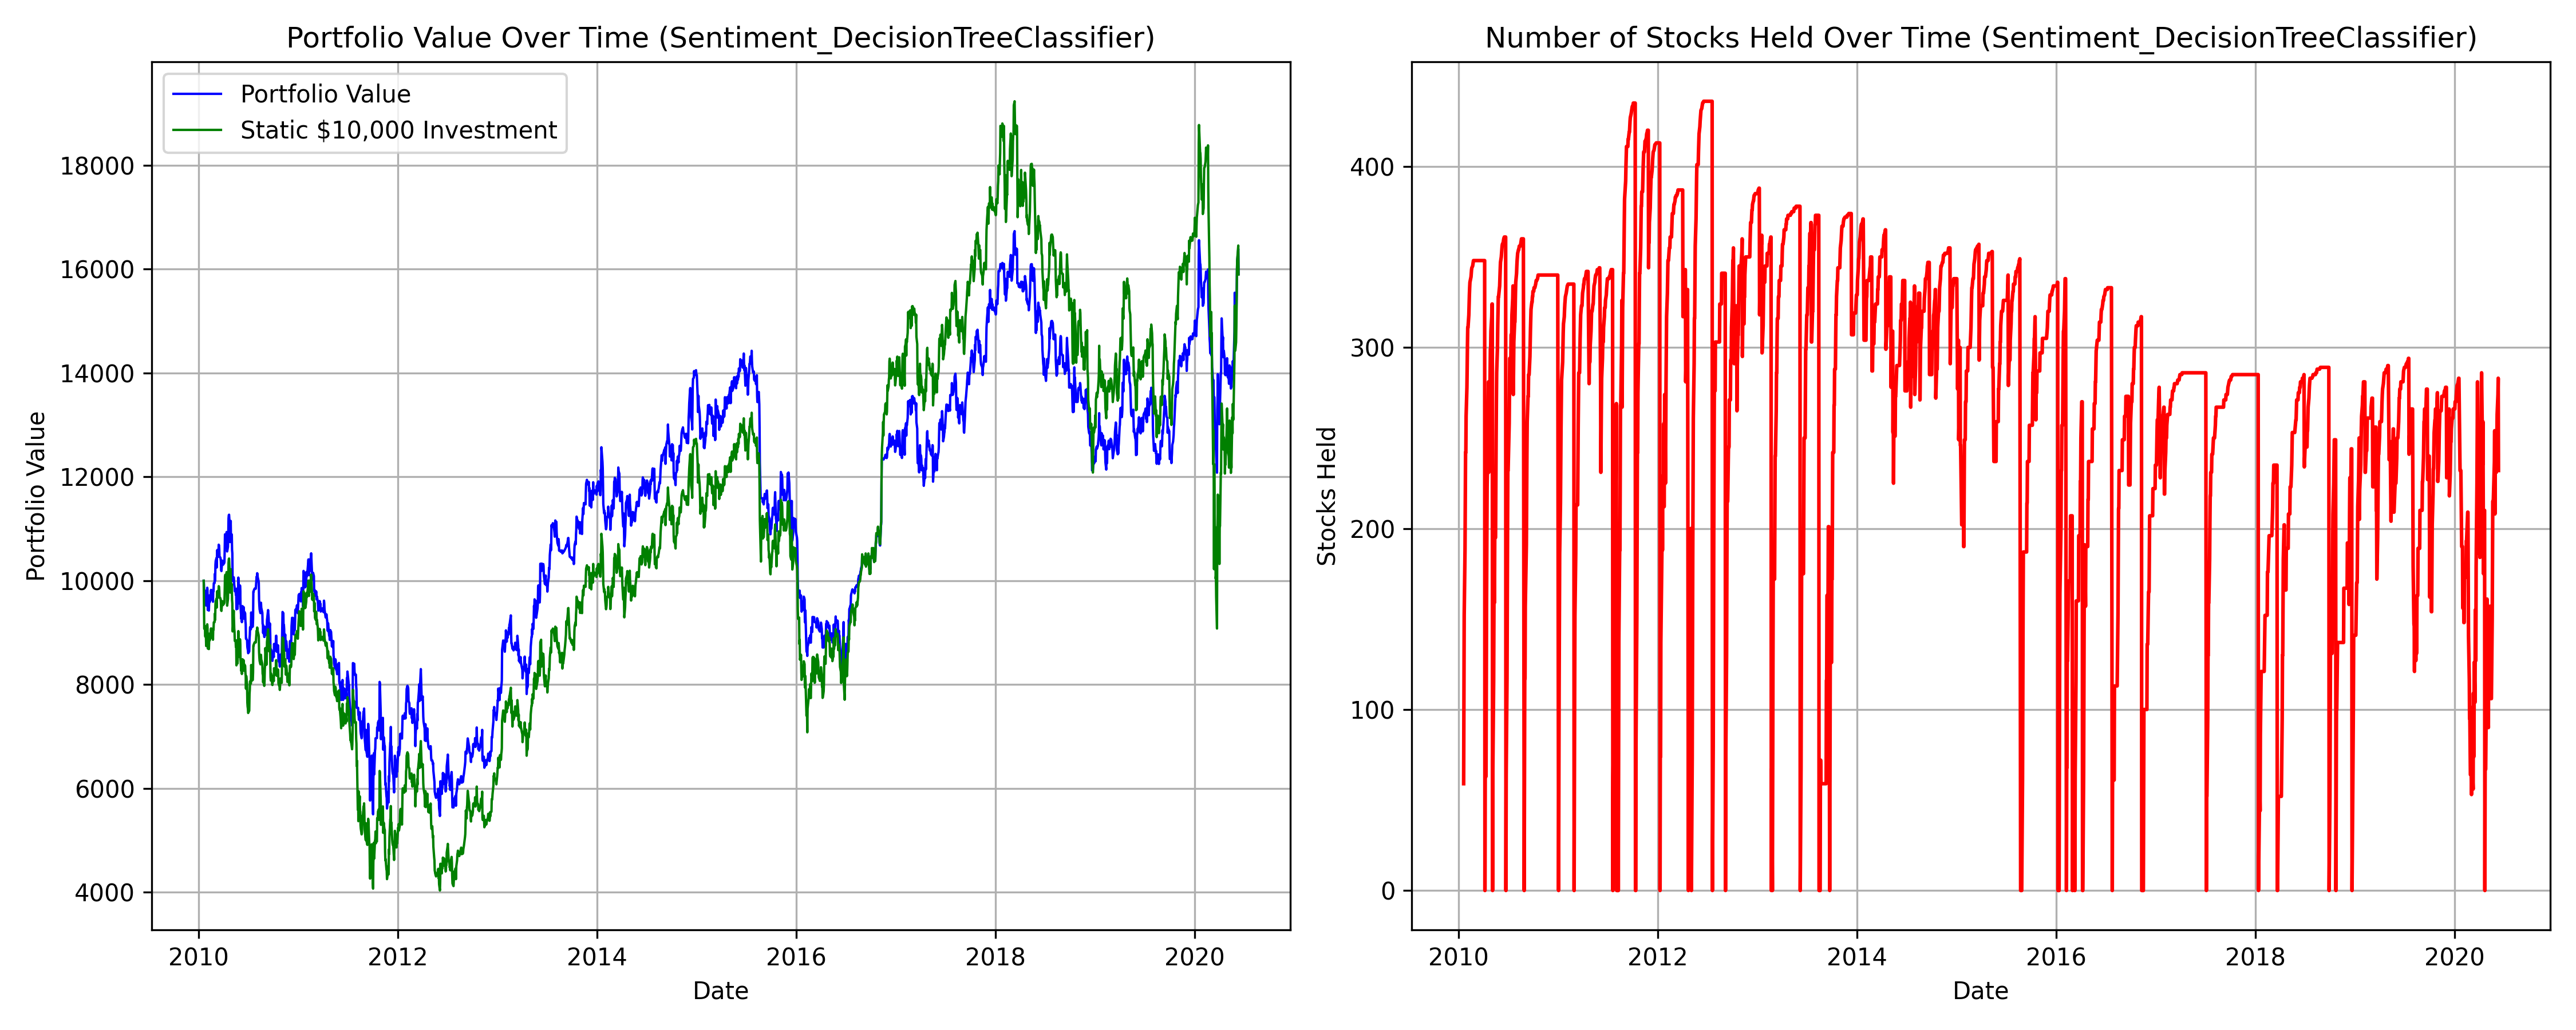 Portfolio Value Over Time (Sentiment_DecisionTreeClassifier)
Portfolio Value
Static $10,000 Investment
Portfolio Value
18000
16000
14000
12000
10000
8000
6000
4000
2010 2012 2014 2016 2018 2020
Date
Number of Stocks Held Over Time (Sentiment_DecisionTreeClassifier)
Stocks Held
400
300
200
100
0
2010 2012 2014 2016 2018 2020
Date